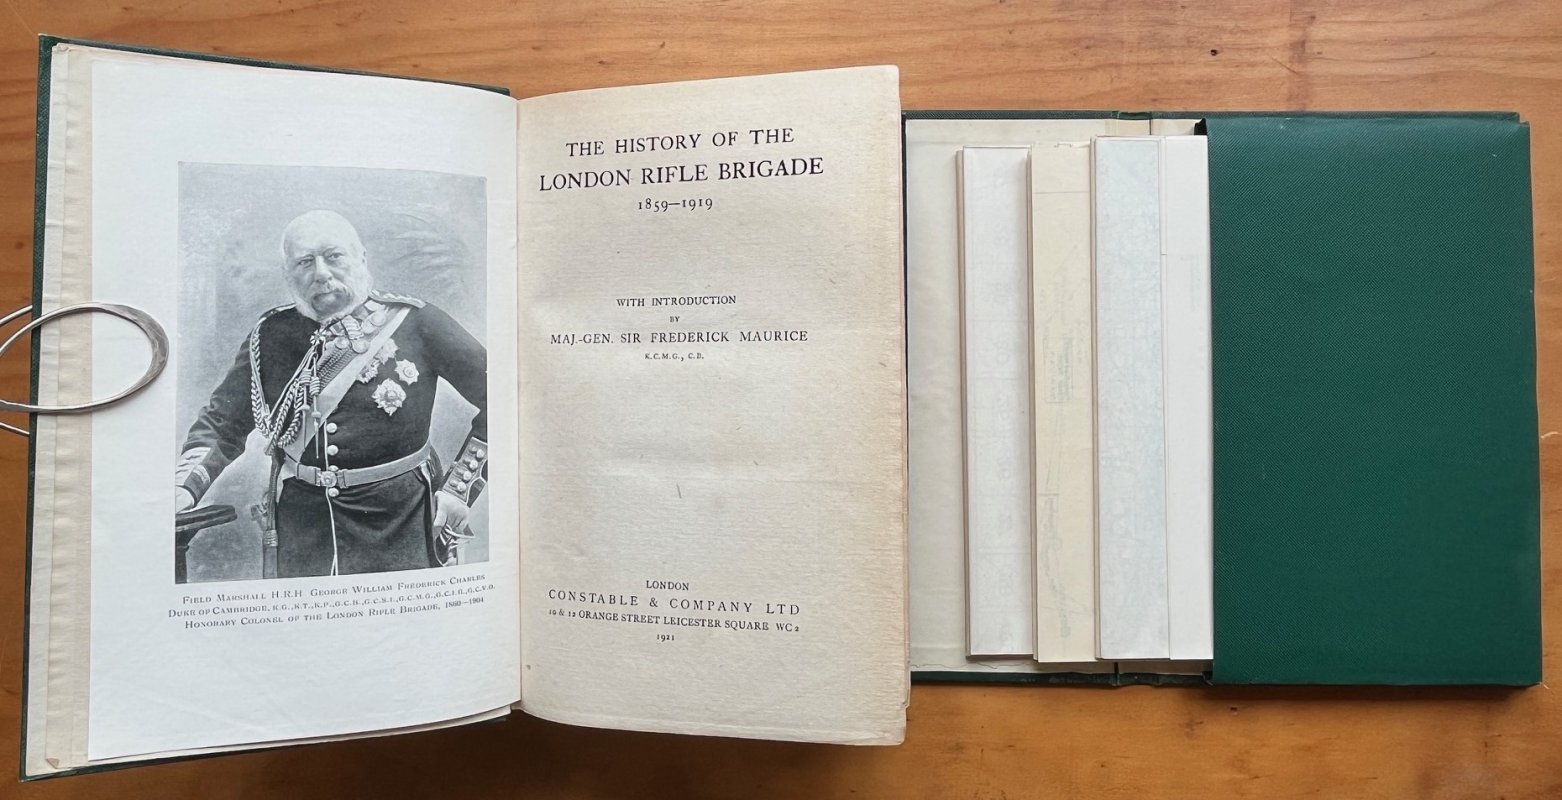 FIELD MARSHALL H.R.H GEORGE WILLIAM FREDERICK CHARLES
DUKE OF CAMBRIDGE, K.G., K.T., K.P., G.C.B., G.C.S.I., G.C.M.G., G.C.I.E., G.C.V.O.
HONORARY COLONEL OF THE LONDON RIFLE BRIGADE, 1860—1904
THE HISTORY OF THE
LONDON RIFLE BRIGADE
1859—1919
WITH INTRODUCTION
BY
MAJ.-GEN. SIR FREDERICK MAURICE
K.C.M.G., C.B.
LONDON
CONSTABLE & COMPANY LTD
10 & 12 ORANGE STREET LEICESTER SQUARE WC2
1921